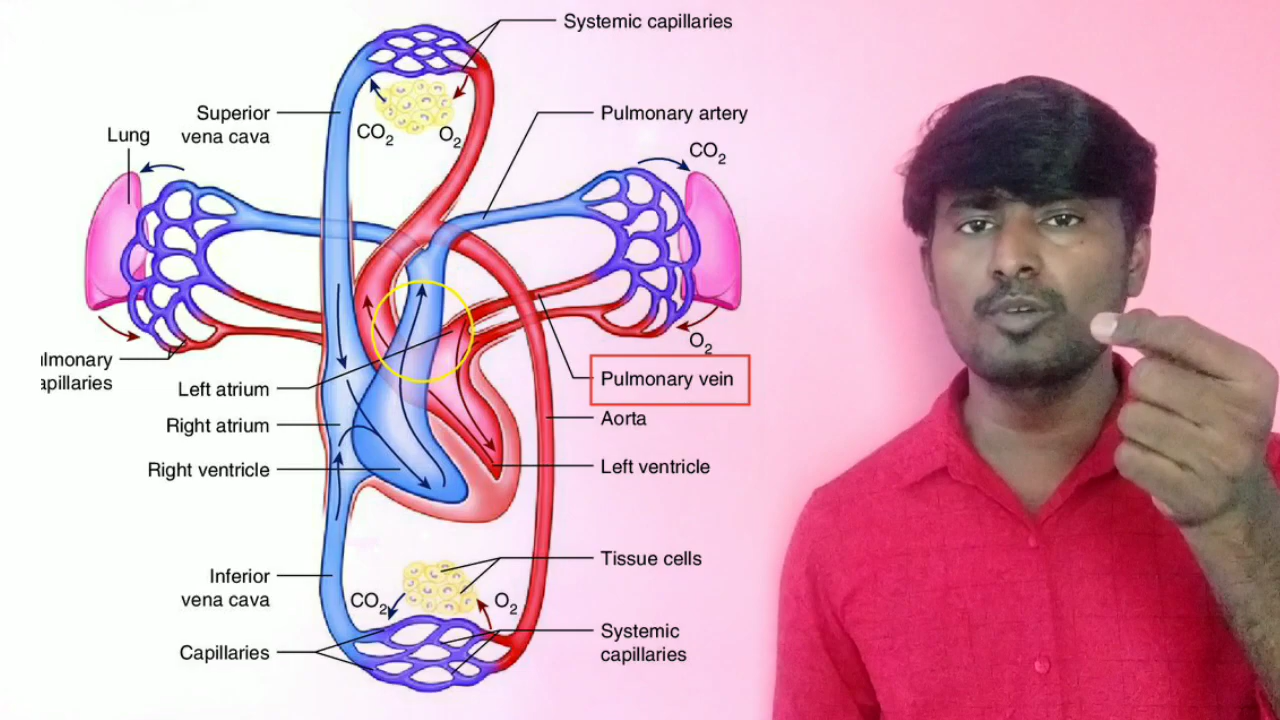 Systemic capillaries
Superior
vena cava
Pulmonary artery
Lung
CO2
O2
CO2
lmonary
apillaries
O2
Pulmonary vein
Left atrium
Right atrium
Aorta
Right ventricle
Left ventricle
Tissue cells
Inferior
vena cava
CO2
O2
Systemic
capillaries
Capillaries